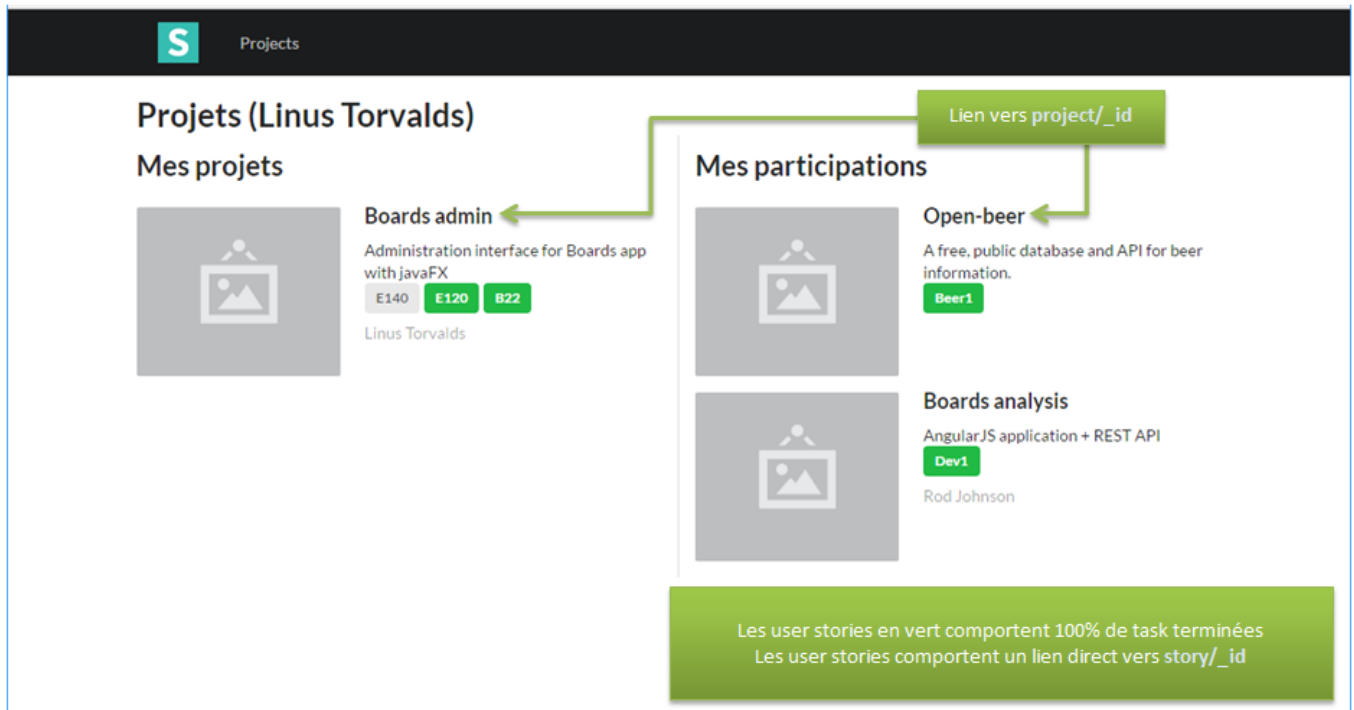 S
Projects
Projets (Linus Torvalds)
Lien vers project/_id
Mes projets
Boards admin
Administration interface for Boards app
with javaFX
E140 E120 B22
Linus Torvalds
Mes participations
Open-beer
A free, public database and API for beer
information.
Beer1
Boards analysis
AngularJS application + REST API
Dev1
Rod Johnson
Les user stories en vert comportent 100% de task terminées
Les user stories comportent un lien direct vers story/_id